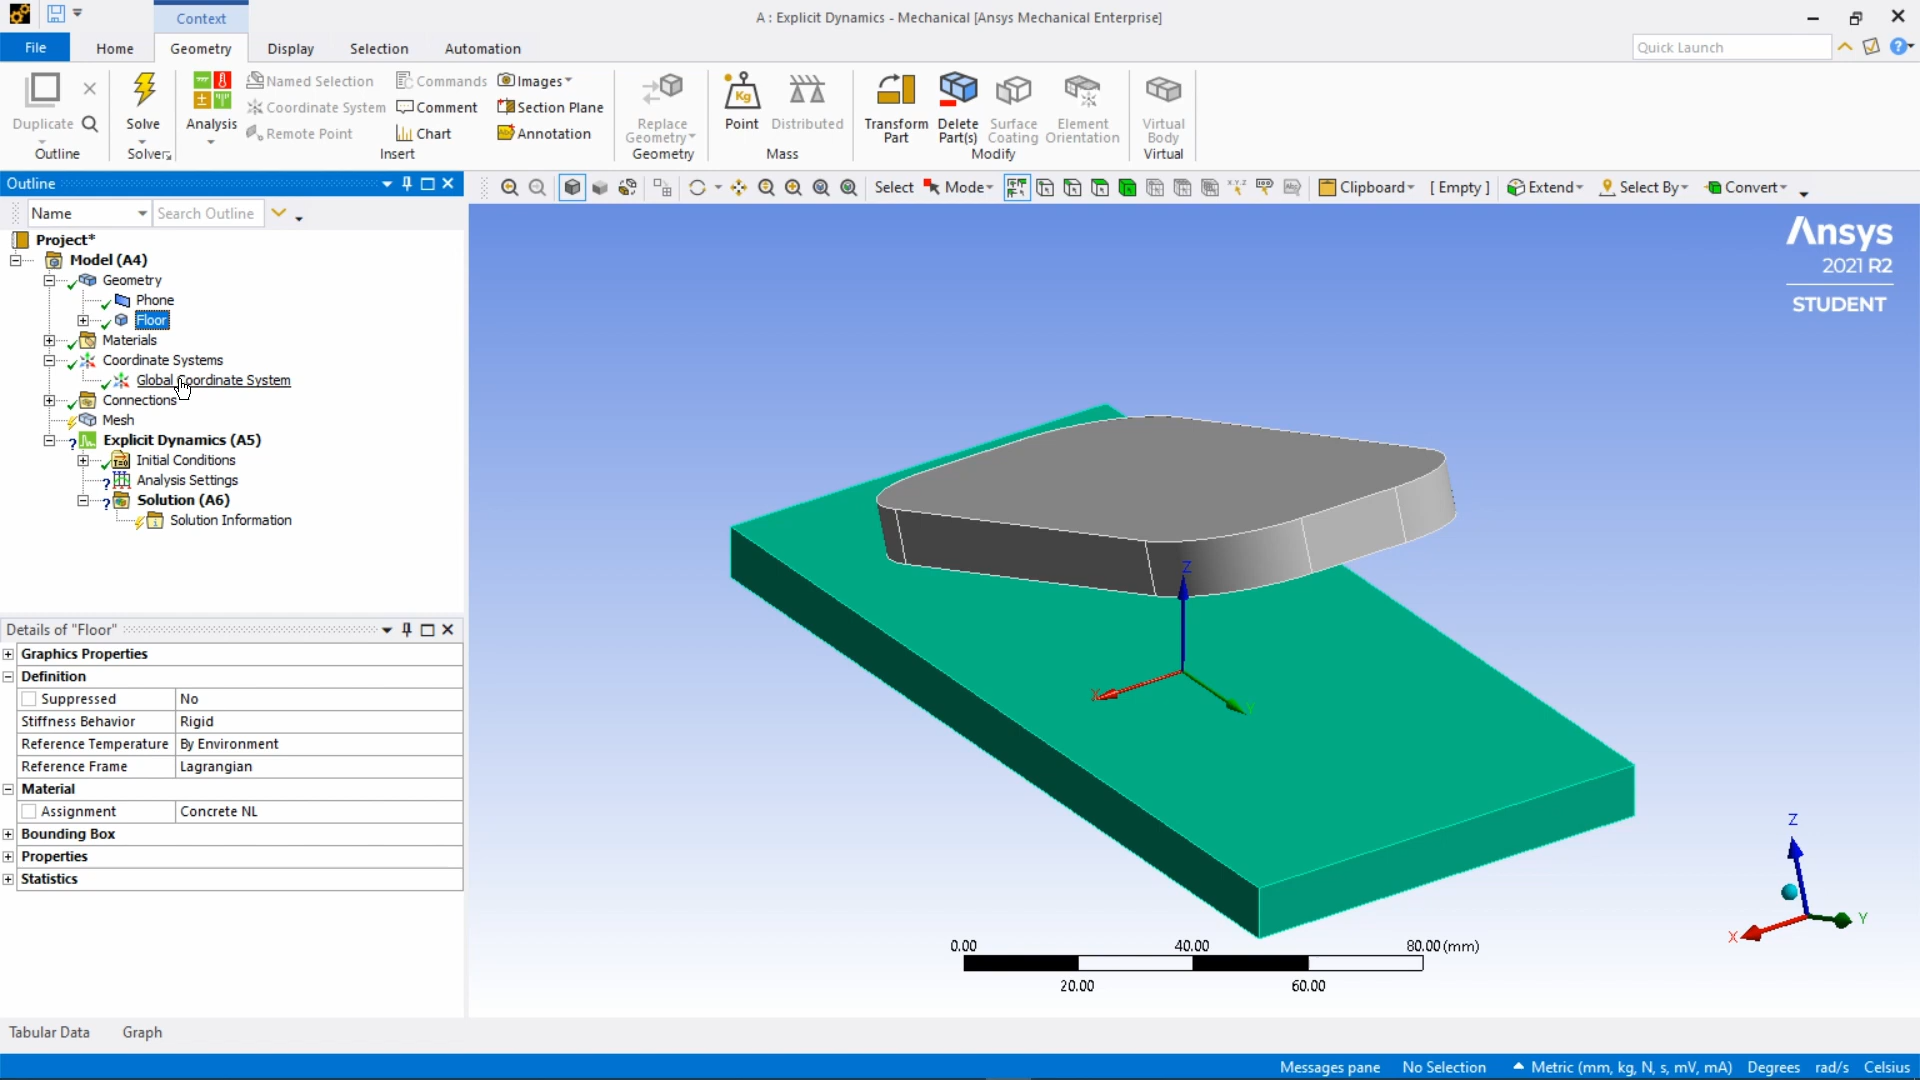 Context
A : Explicit Dynamics - Mechanical [Ansys Mechanical Enterprise]
File Home Geometry Display Selection Automation
Quick Launch
Duplicate
Outline
Solve
Solver
Analysis
Named Selection
Coordinate System
Remote Point
Commands
Comment
Chart
Images
Section Plane
Annotation
Insert
Replace
Geometry
Geometry
Kg
Point
Distributed
Mass
Transform
Part
Delete
Part(s)
Surface
Coating
Element
Orientation
Modify
Virtual
Body
Virtual
Outline
Select Mode Clipboard [ Empty ] Extend Select By Convert
Name Search Outline
Project*
Model (A4)
Geometry
Phone
Floor
Materials
Coordinate Systems
Global Coordinate System
Connections
Mesh
Explicit Dynamics (A5)
Initial Conditions
Analysis Settings
Solution (A6)
Solution Information
Details of "Floor"
Graphics Properties
Definition
Suppressed No
Stiffness Behavior Rigid
Reference Temperature By Environment
Reference Frame Lagrangian
Material
Assignment Concrete NL
Bounding Box
Properties
Statistics
Ansys
2021 R2
STUDENT
Z
X
Y
Z
Y
X
0.00 40.00 80.00 (mm)
20.00 60.00
Tabular Data Graph
Messages pane No Selection Metric (mm, kg, N, s, mV, mA) Degrees rad/s Celsius